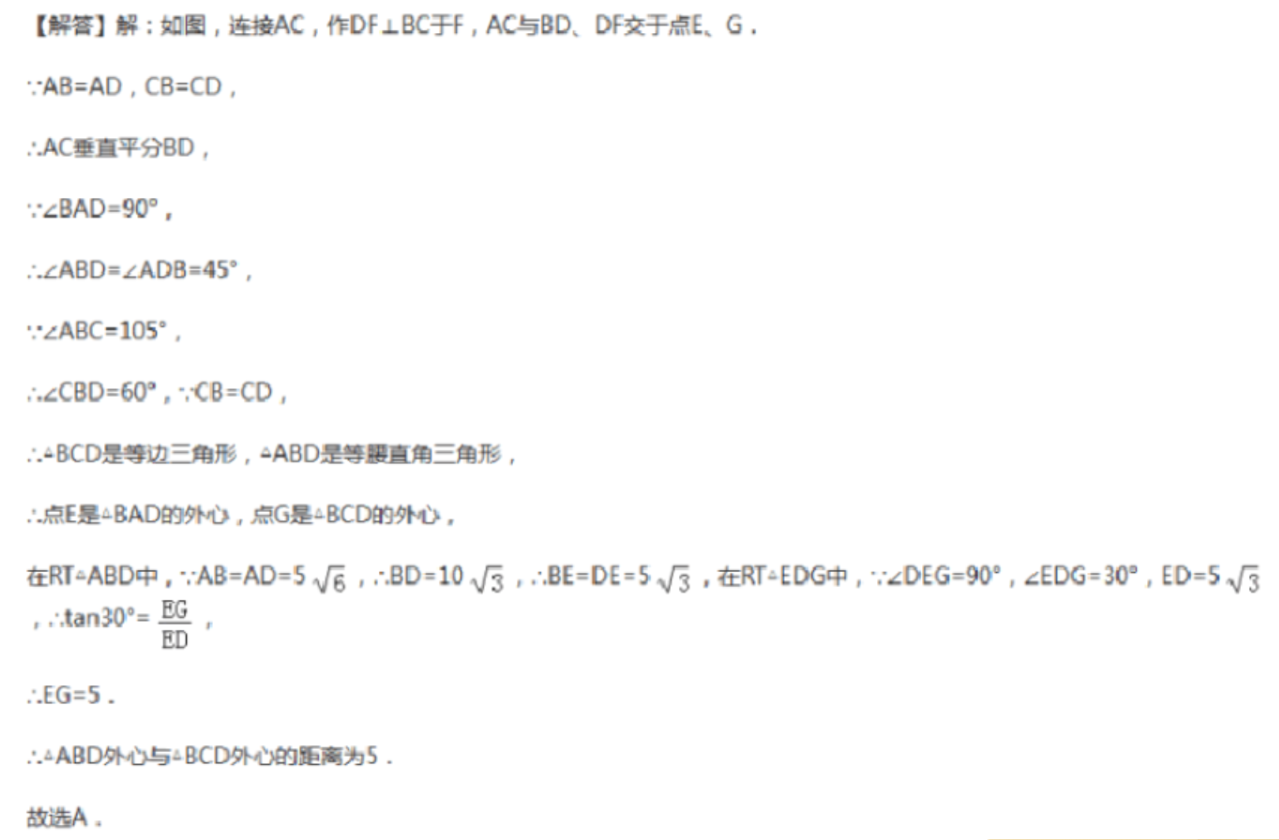 【解答】解：如图，连接AC，作DF⊥BC于F，AC与BD、DF交于点E、G．
∵AB=AD，CB=CD，
∴AC垂直平分BD，
∵∠BAD=90°，
∴∠ABD=∠ADB=45°，
∵∠ABC=105°，
∴∠CBD=60°，∵CB=CD，
∴△BCD是等边三角形，△ABD是等腰直角三角形，
∴点E是△BAD的外心，点G是△BCD的外心，
在RT△ABD中，∵AB=AD=5√6，∴BD=10√3，∴BE=DE=5√3，在RT△EDG中，∵∠DEG=90°，∠EDG=30°，ED=5√3
，∴tan30°=EG/ED，
∴EG=5．
∴△ABD外心与△BCD外心的距离为5．
故选A．